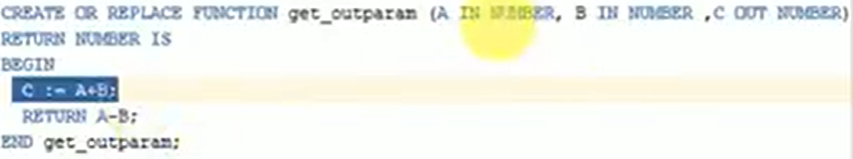 CREATE OR REPLACE FUNCTION get_outparam (A IN NUMBER, B IN NUMBER ,C OUT NUMBER)
RETURN NUMBER IS
BEGIN
C := A+B;
RETURN A-B;
END get_outparam;